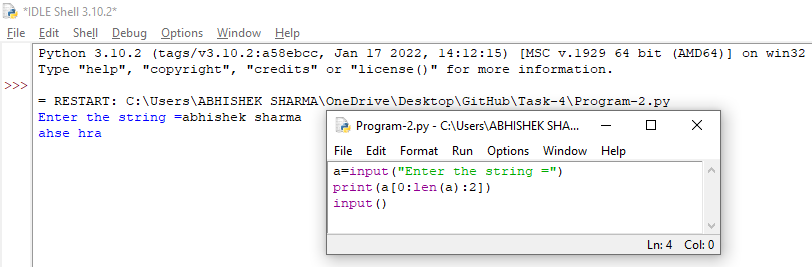 *IDLE Shell 3.10.2*
File Edit Shell Debug Options Window Help
Python 3.10.2 (tags/v3.10.2:a58ebcc, Jan 17 2022, 14:12:15) [MSC v.1929 64 bit (AMD64)] on win32
Type "help", "copyright", "credits" or "license()" for more information.
>>>
= RESTART: C:\Users\ABHISHEK SHARMA\OneDrive\Desktop\GitHub\Task-4\Program-2.py
Enter the string =abhishek sharma
ahse hra
Program-2.py - C:\Users\ABHISHEK SHA...
File Edit Format Run Options Window Help
a=input("Enter the string =")
print(a[0:len(a):2])
input()
Ln: 4 Col: 0